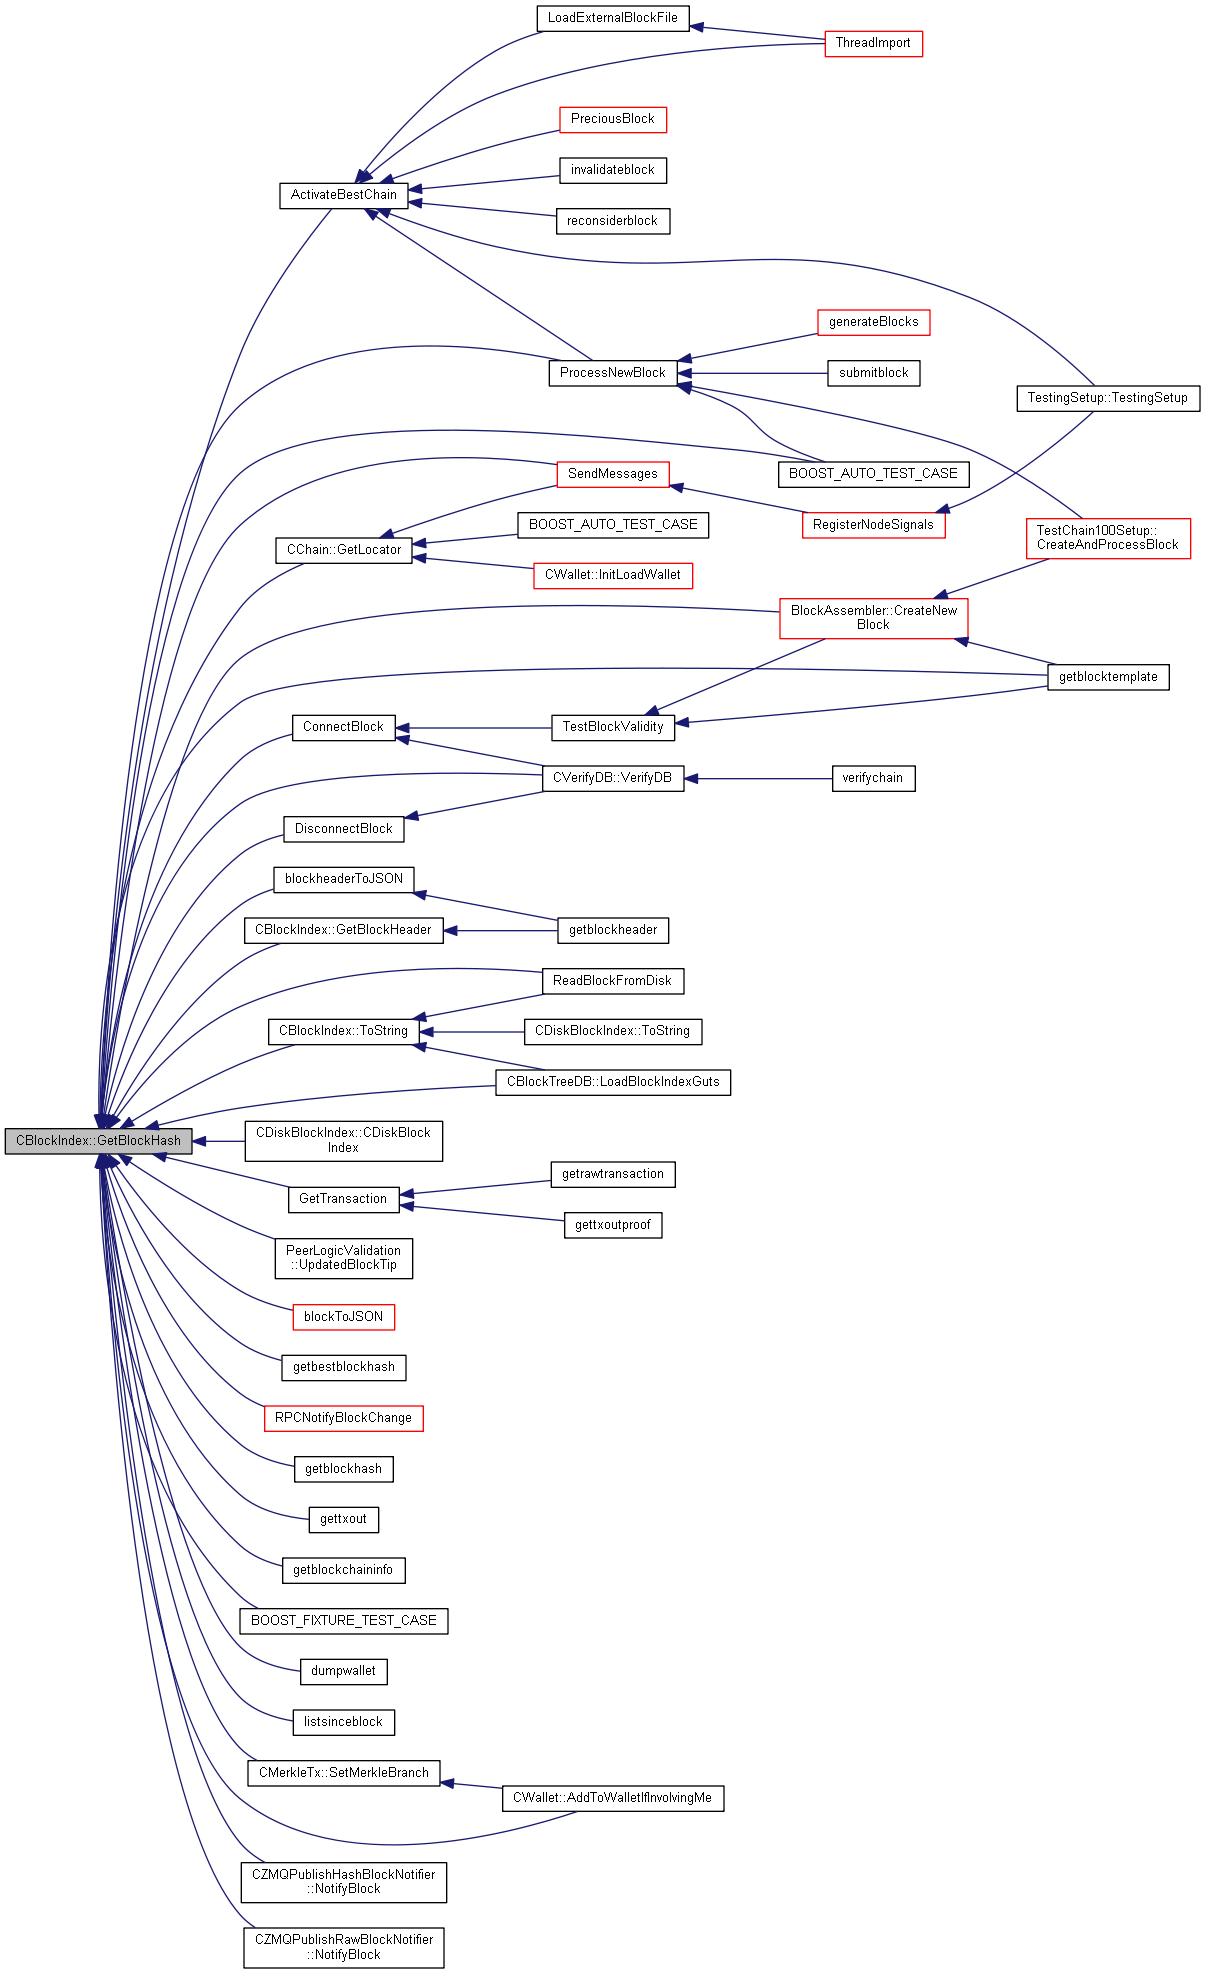 LoadExternalBlockFile
ThreadImport
PreciousBlock
invalidateblock
ActivateBestChain
reconsiderblock
generateBlocks
ProcessNewBlock
submitblock
TestingSetup::TestingSetup
SendMessages
BOOST_AUTO_TEST_CASE
BOOST_AUTO_TEST_CASE
RegisterNodeSignals
TestChain100Setup::
CreateAndProcessBlock
CChain::GetLocator
CWallet::InitLoadWallet
BlockAssembler::CreateNew
Block
getblocktemplate
ConnectBlock
TestBlockValidity
CVerifyDB::VerifyDB
verifychain
DisconnectBlock
blockheaderToJSON
CBlockIndex::GetBlockHeader
getblockheader
ReadBlockFromDisk
CBlockIndex::ToString
CDiskBlockIndex::ToString
CBlockTreeDB::LoadBlockIndexGuts
CBlockIndex::GetBlockHash
CDiskBlockIndex::CDiskBlock
Index
getrawtransaction
GetTransaction
gettxoutproof
PeerLogicValidation
::UpdatedBlockTip
blockToJSON
getbestblockhash
RPCNotifyBlockChange
getblockhash
gettxout
getblockchaininfo
BOOST_FIXTURE_TEST_CASE
dumpwallet
listsinceblock
CMerkleTx::SetMerkleBranch
CWallet::AddToWalletIfInvolvingMe
CZMQPublishHashBlockNotifier
::NotifyBlock
CZMQPublishRawBlockNotifier
::NotifyBlock